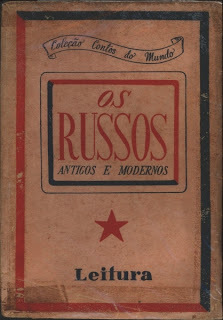 Coleção Contos do Mundo
OS
RUSSOS
ANTIGOS E MODERNOS
Leitura